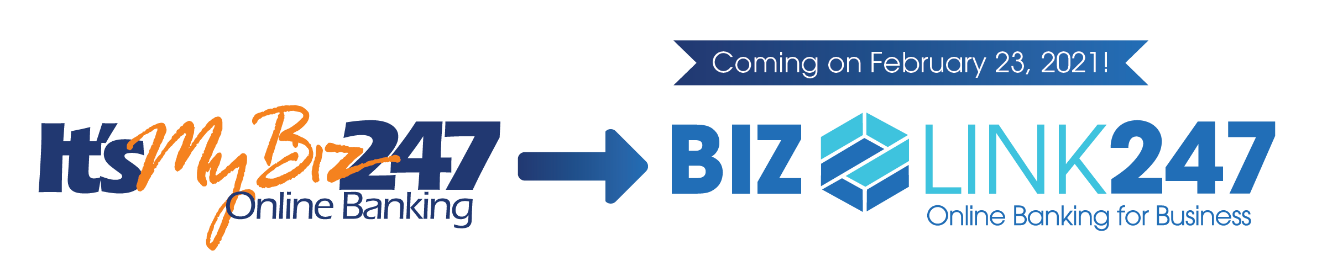 Coming on February 23, 2021!
It's My Biz 247
Online Banking
BIZ LINK247
Online Banking for Business